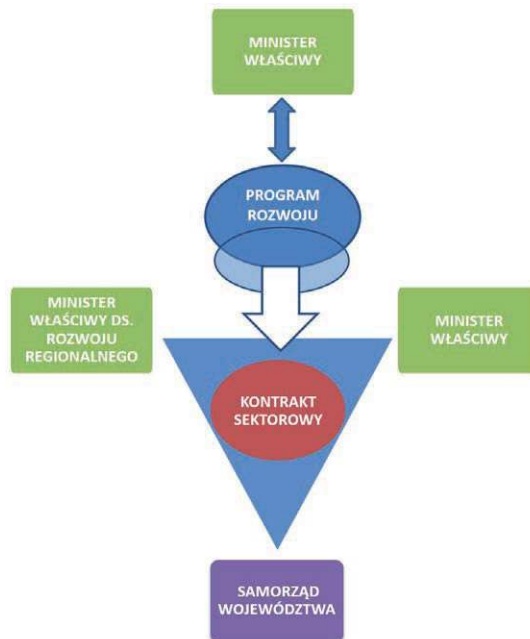 MINISTER
WŁAŚCIWY
PROGRAM
ROZWOJU
MINISTER
WŁAŚCIWY DS.
ROZWOJU
REGIONALNEGO
MINISTER
WŁAŚCIWY
KONTRAKT
SEKTOROWY
SAMORZĄD
WOJEWÓDZTWA